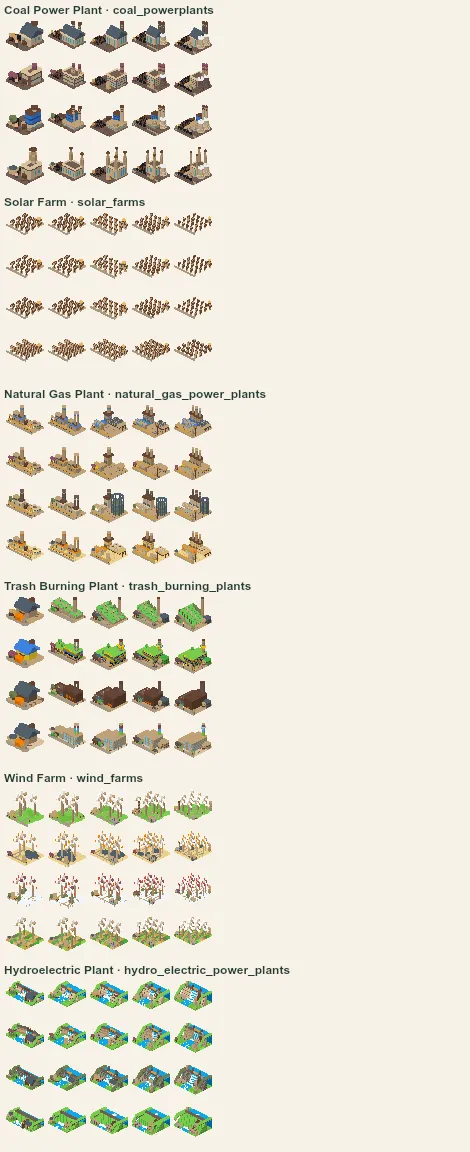 Coal Power Plant · coal_powerplants
Solar Farm · solar_farms
Natural Gas Plant · natural_gas_power_plants
Trash Burning Plant · trash_burning_plants
Wind Farm · wind_farms
Hydroelectric Plant · hydro_electric_power_plants